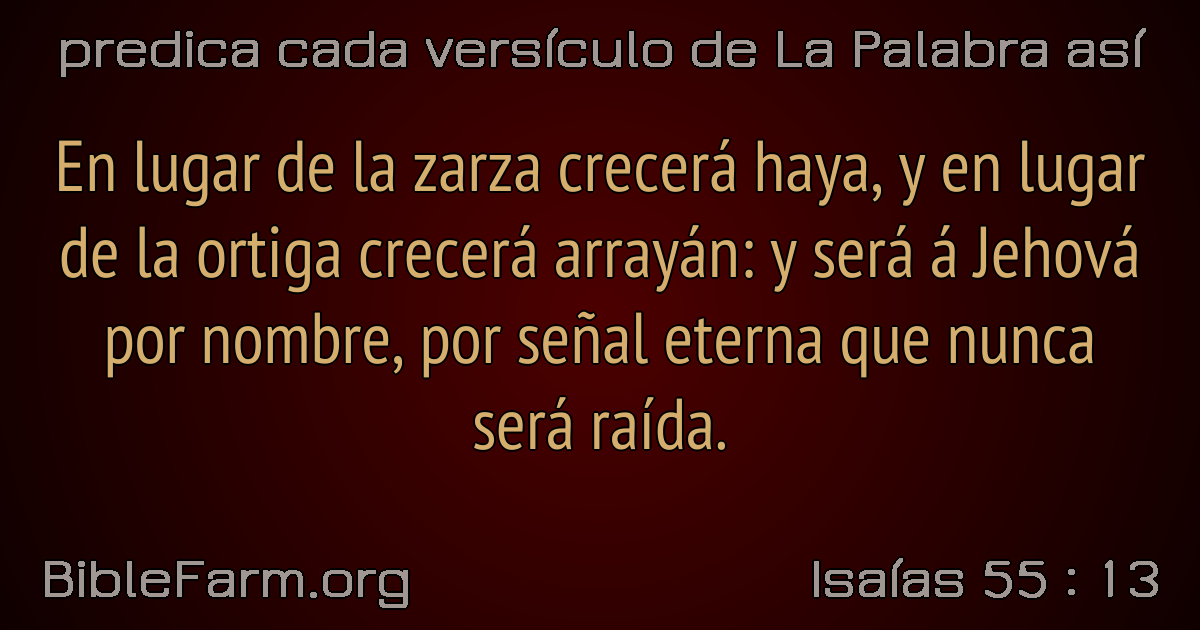 predica cada versículo de La Palabra así
En lugar de la zarza crecerá haya, y en lugar
de la ortiga crecerá arrayán: y será á Jehová
por nombre, por señal eterna que nunca
será raída.
BibleFarm.org
Isaías 55 : 13